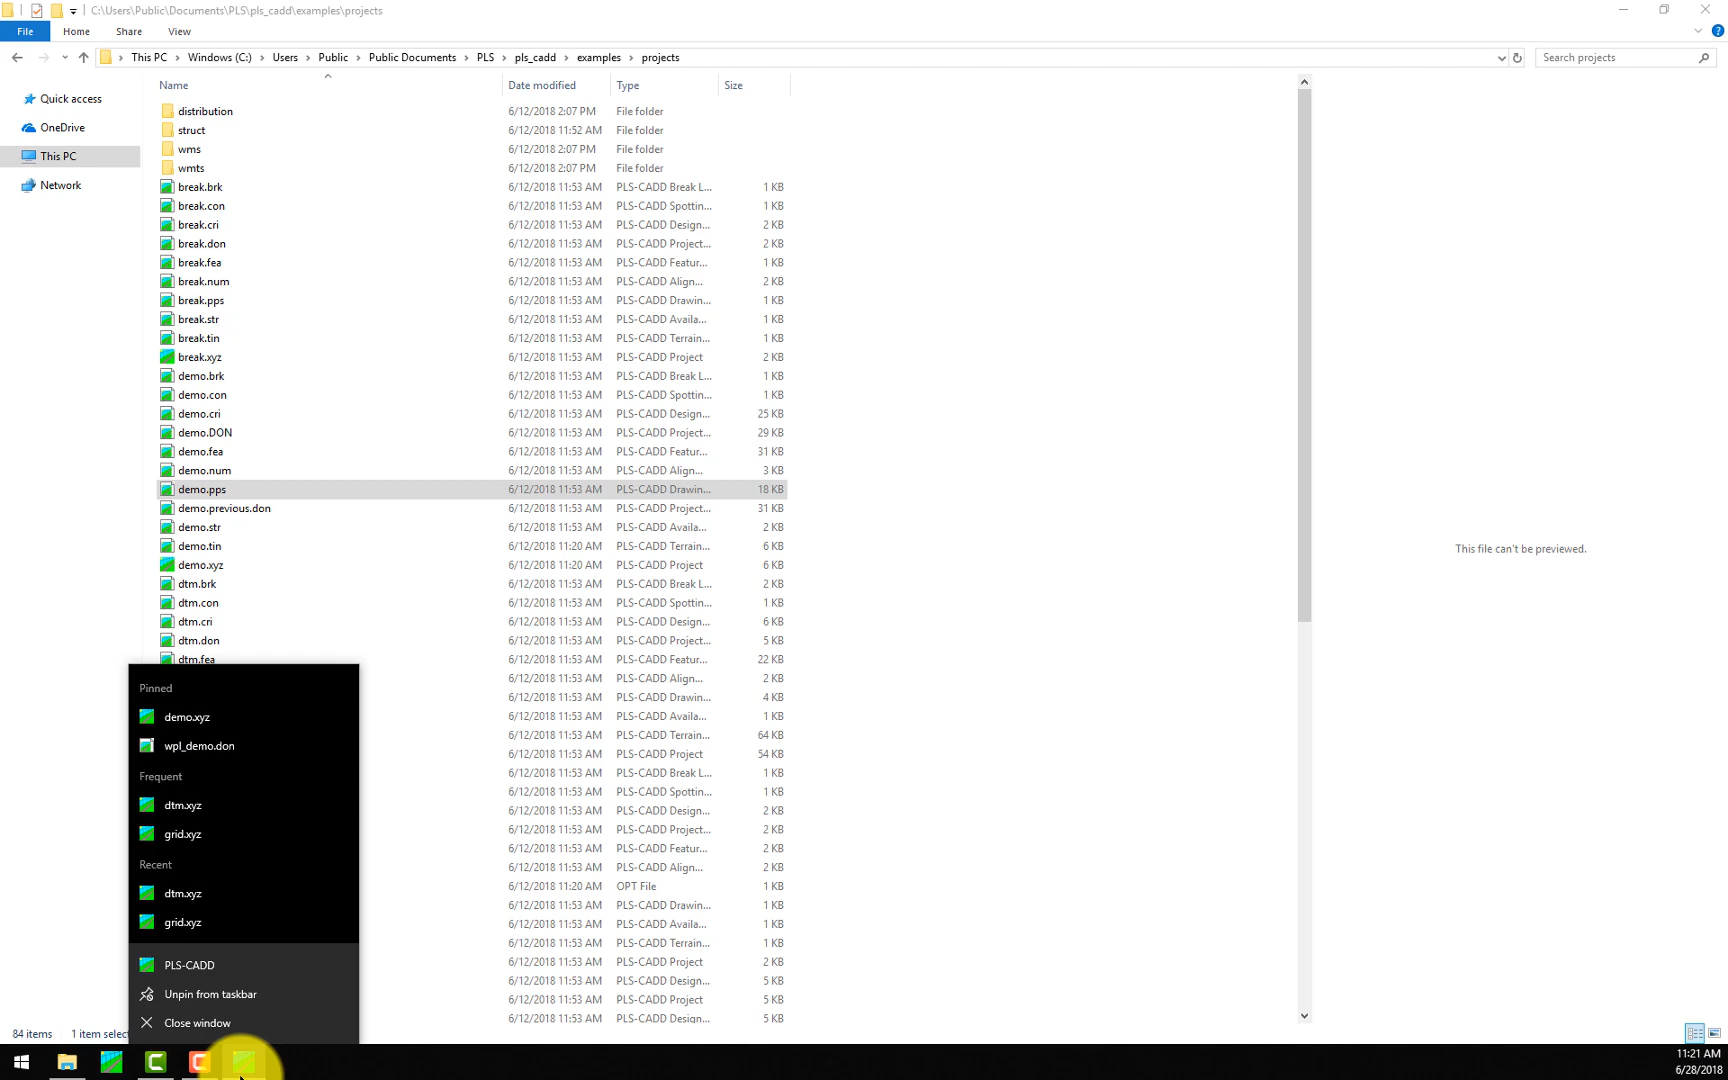 C:\Users\Public\Documents\PLS\pls_cadd\examples\projects
File Home Share View
This PC Windows (C:) Users Public Public Documents PLS pls_cadd examples projects Search projects
Name Date modified Type Size
Quick access
OneDrive
This PC
Network
distribution 6/12/2018 2:07 PM File folder
struct 6/12/2018 11:52 AM File folder
wms 6/12/2018 2:07 PM File folder
wmts 6/12/2018 2:07 PM File folder
break.brk 6/12/2018 11:53 AM PLS-CADD Break L... 1 KB
break.con 6/12/2018 11:53 AM PLS-CADD Spottin... 1 KB
break.cri 6/12/2018 11:53 AM PLS-CADD Design... 2 KB
break.don 6/12/2018 11:53 AM PLS-CADD Project... 2 KB
break.fea 6/12/2018 11:53 AM PLS-CADD Featur... 1 KB
break.num 6/12/2018 11:53 AM PLS-CADD Align... 2 KB
break.pps 6/12/2018 11:53 AM PLS-CADD Drawin... 1 KB
break.str 6/12/2018 11:53 AM PLS-CADD Availa... 1 KB
break.tin 6/12/2018 11:53 AM PLS-CADD Terrain... 1 KB
break.xyz 6/12/2018 11:53 AM PLS-CADD Project 2 KB
demo.brk 6/12/2018 11:53 AM PLS-CADD Break L... 1 KB
demo.con 6/12/2018 11:53 AM PLS-CADD Spottin... 1 KB
demo.cri 6/12/2018 11:53 AM PLS-CADD Design... 25 KB
demo.DON 6/12/2018 11:53 AM PLS-CADD Project... 29 KB
demo.fea 6/12/2018 11:53 AM PLS-CADD Featur... 31 KB
demo.num 6/12/2018 11:53 AM PLS-CADD Align... 3 KB
demo.pps 6/12/2018 11:53 AM PLS-CADD Drawin... 18 KB
demo.previous.don 6/12/2018 11:53 AM PLS-CADD Project... 31 KB
demo.str 6/12/2018 11:53 AM PLS-CADD Availa... 2 KB
demo.tin 6/12/2018 11:20 AM PLS-CADD Terrain... 6 KB
demo.xyz 6/12/2018 11:20 AM PLS-CADD Project 6 KB
dtm.brk 6/12/2018 11:53 AM PLS-CADD Break L... 2 KB
dtm.con 6/12/2018 11:53 AM PLS-CADD Spottin... 1 KB
dtm.cri 6/12/2018 11:53 AM PLS-CADD Design... 6 KB
dtm.don 6/12/2018 11:53 AM PLS-CADD Project... 5 KB
dtm.fea 6/12/2018 11:53 AM PLS-CADD Featur... 22 KB
6/12/2018 11:53 AM PLS-CADD Align... 2 KB
6/12/2018 11:53 AM PLS-CADD Drawin... 4 KB
6/12/2018 11:53 AM PLS-CADD Availa... 1 KB
6/12/2018 11:53 AM PLS-CADD Terrain... 64 KB
6/12/2018 11:53 AM PLS-CADD Project 54 KB
6/12/2018 11:53 AM PLS-CADD Break L... 1 KB
6/12/2018 11:53 AM PLS-CADD Spottin... 1 KB
6/12/2018 11:53 AM PLS-CADD Design... 2 KB
6/12/2018 11:53 AM PLS-CADD Project... 2 KB
6/12/2018 11:53 AM PLS-CADD Featur... 2 KB
6/12/2018 11:53 AM PLS-CADD Align... 2 KB
6/12/2018 11:20 AM OPT File 1 KB
6/12/2018 11:53 AM PLS-CADD Drawin... 1 KB
6/12/2018 11:53 AM PLS-CADD Availa... 1 KB
6/12/2018 11:53 AM PLS-CADD Terrain... 1 KB
6/12/2018 11:53 AM PLS-CADD Project 2 KB
6/12/2018 11:53 AM PLS-CADD Design... 5 KB
6/12/2018 11:53 AM PLS-CADD Project 5 KB
6/12/2018 11:53 AM PLS-CADD Design... 5 KB
This file can't be previewed.
Pinned
demo.xyz
wpl_demo.don
Frequent
dtm.xyz
grid.xyz
Recent
dtm.xyz
grid.xyz
PLS-CADD
Unpin from taskbar
Close window
84 items 1 item select
11:21 AM
6/28/2018